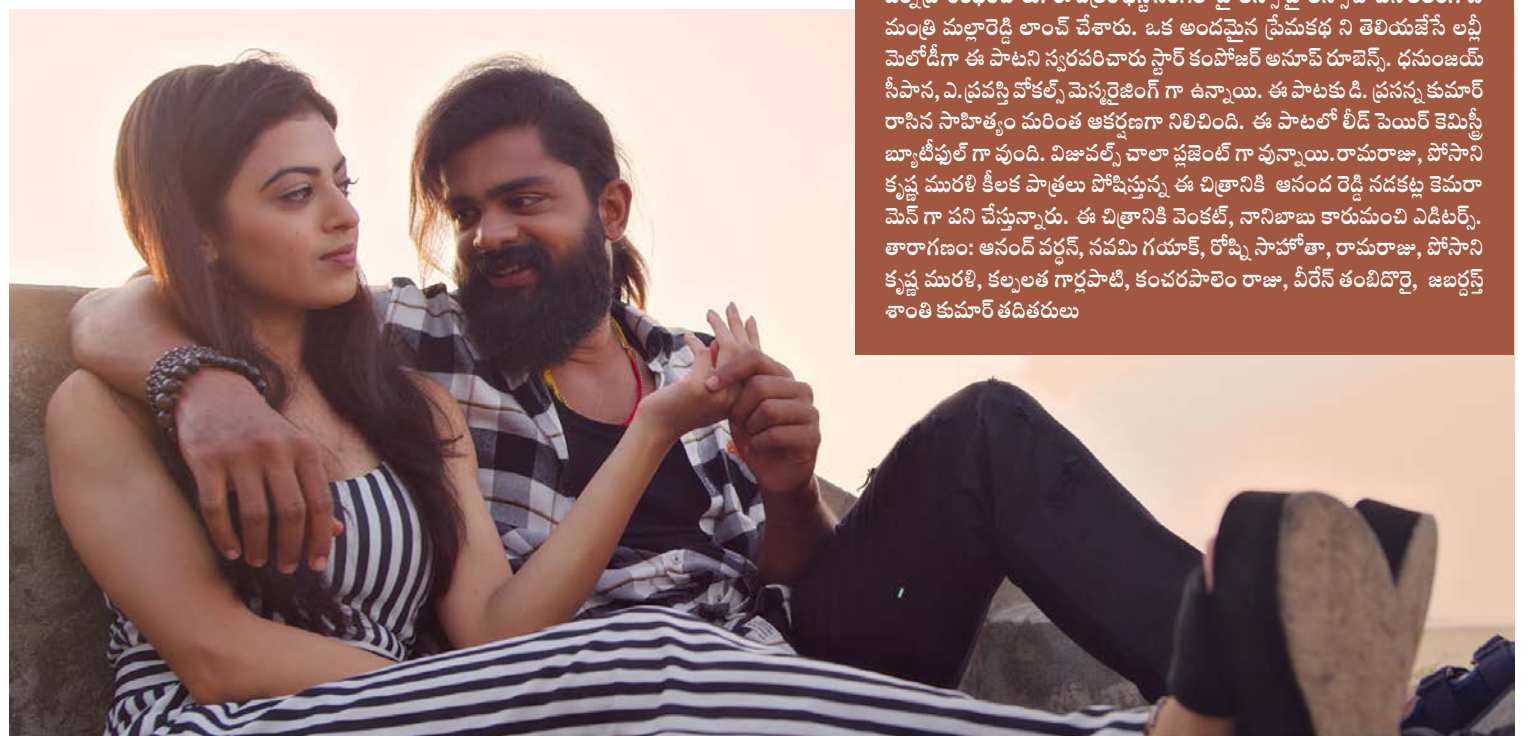 మంత్రి మల్లారెడ్డి లాంచ్ చేశారు. ఒక అందమైన ప్రేమకథ ని తెలియజేసే లవ్లీ
మెలోడీగా ఈ పాటని స్వరపరిచారు స్టార్ కంపోజర్ అనూప్ రూబెన్స్. ధనుంజయ్
సీపాన, ఎ.ప్రవస్తి వోకల్స్ మెస్మరైజింగ్ గా ఉన్నాయి. ఈ పాటకు డి. ప్రసన్న కుమార్
రాసిన సాహిత్యం మరింత ఆకర్షణగా నిలిచింది. ఈ పాటలో లీడ్ పెయిర్ కెమిస్ట్రీ
బ్యూటీఫుల్ గా వుంది. విజువల్స్ చాలా ప్లజెంట్ గా వున్నాయి. రామరాజు, పోసాని
కృష్ణ మురళి కీలక పాత్రలు పోషిస్తున్న ఈ చిత్రానికి ఆనంద రెడ్డి నడకట్ల కెమరా
మెన్ గా పని చేస్తున్నారు. ఈ చిత్రానికి వెంకట్, నానిబాబు కారుమంచి ఎడిటర్స్.
తారాగణం: ఆనంద్ వర్ధన్, నవమి గయాక్, రోష్ని సాహోతా, రామరాజు, పోసాని
కృష్ణ మురళి, కల్పలత గార్లపాటి, కంచరపాలెం రాజు, వీరేన్ తంబిదొరై, జబర్దస్త్
శాంతి కుమార్ తదితరులు